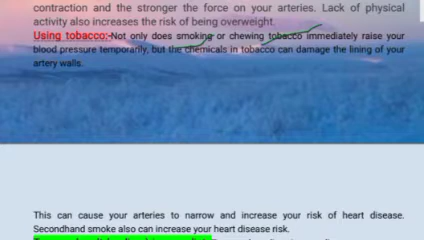 contraction and the stronger the force on your arteries. Lack of physical
activity also increases the risk of being overweight.
Using tobacco:-Not only does smoking or chewing tobacco immediately raise your
blood pressure temporarily, but the chemicals in tobacco can damage the lining of your
artery walls.
This can cause your arteries to narrow and increase your risk of heart disease.
Secondhand smoke also can increase your heart disease risk.